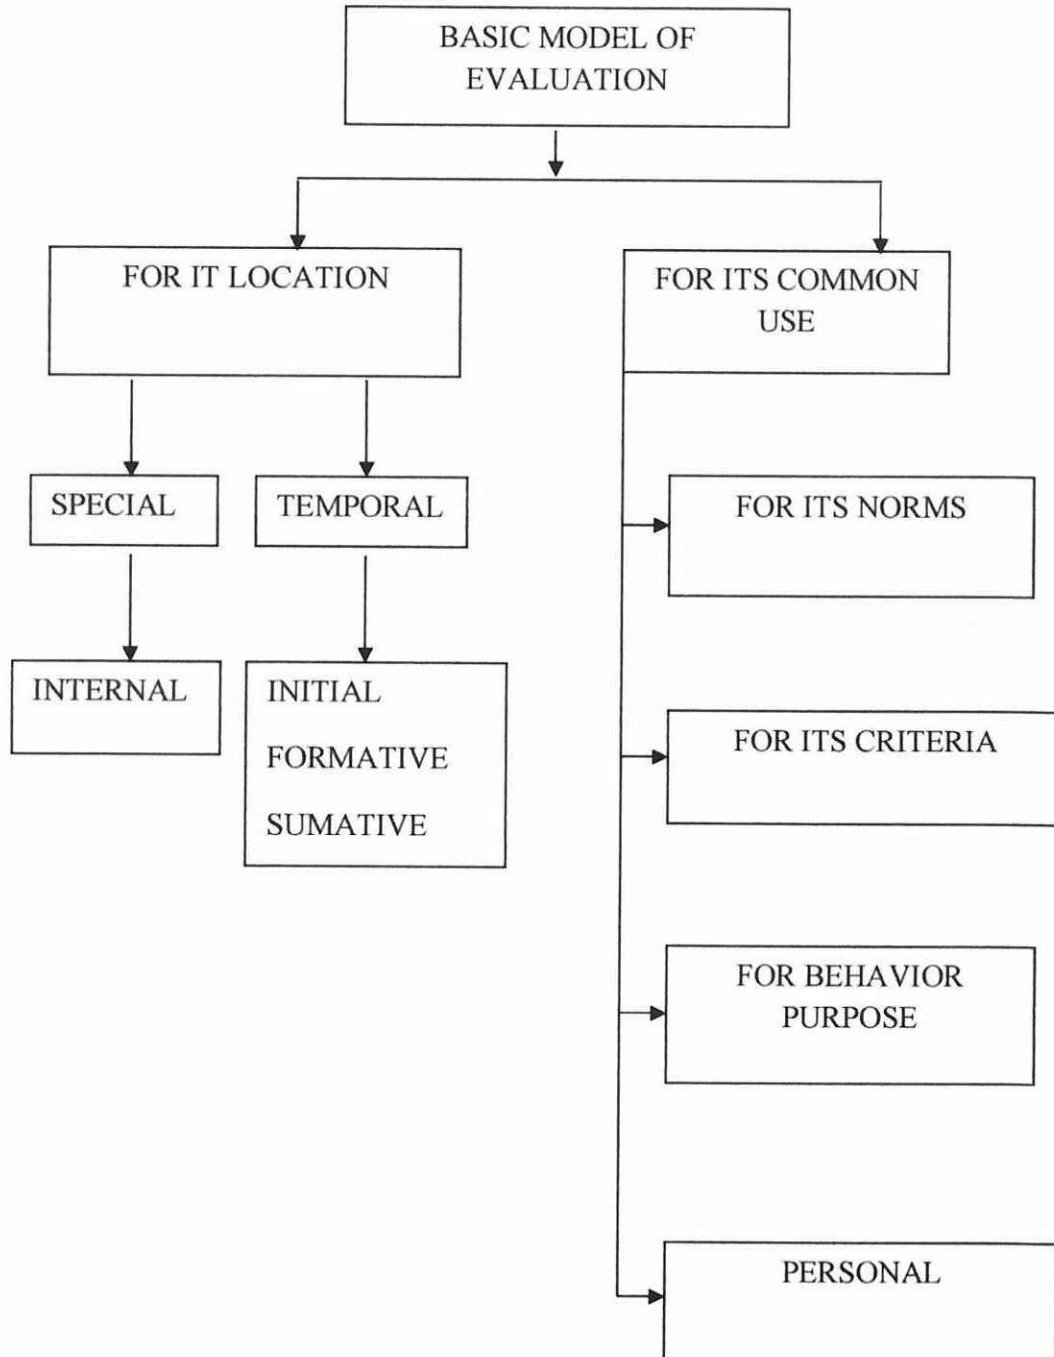 BASIC MODEL OF
EVALUATION
FOR IT LOCATION
FOR ITS COMMON
USE
SPECIAL
TEMPORAL
FOR ITS NORMS
INTERNAL
INITIAL
FORMATIVE
SUMATIVE
FOR ITS CRITERIA
FOR BEHAVIOR
PURPOSE
PERSONAL